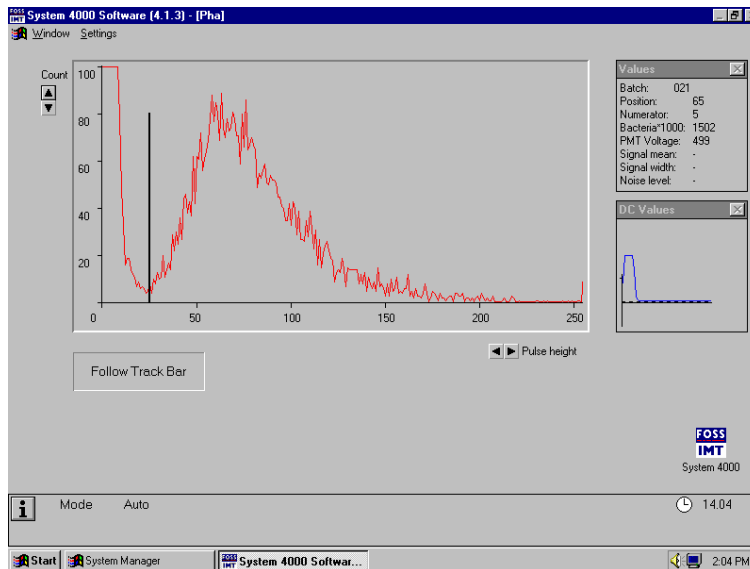 System 4000 Software (4.1.3) - [Pha]
Window Settings
Count
100
80
60
40
20
0 50 100 150 200 250
Pulse height
Follow Track Bar
Values
Batch: 021
Position: 65
Numerator: 5
Bacteria*1000: 1502
PMT Voltage: 499
Signal mean: -
Signal width: -
Noise level: -
DC Values
FOSS
IMT
System 4000
i Mode Auto 14.04
Start System Manager FOSS IMT System 4000 Softwar... 2:04 PM